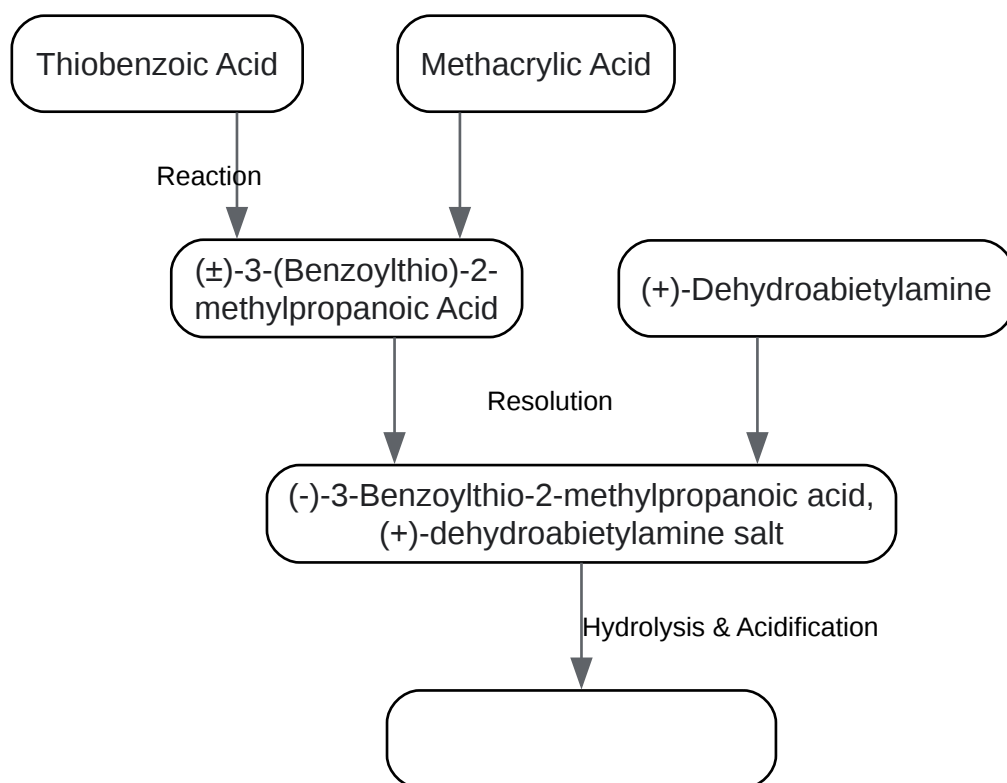 Thiobenzoic Acid
Methacrylic Acid
Reaction
(±)-3-(Benzoylthio)-2-
methylpropanoic Acid
(+)-Dehydroabietylamine
Resolution
(-)-3-Benzoylthio-2-methylpropanoic acid,
(+)-dehydroabietylamine salt
Hydrolysis & Acidification